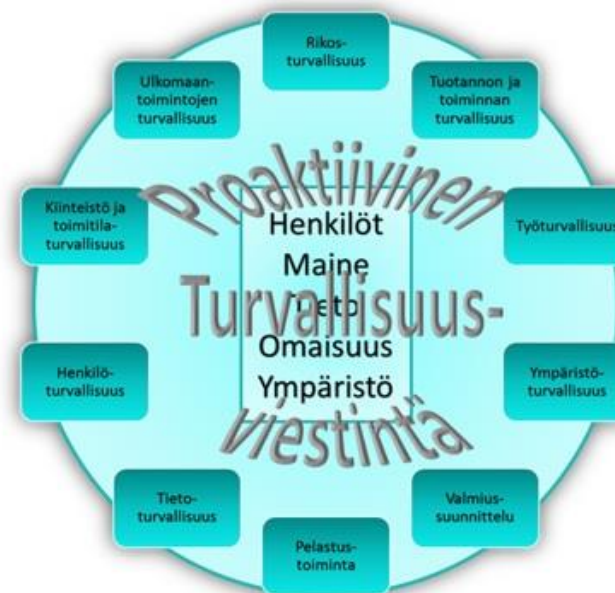 Rikos-
turvallisuus
Tuotannon ja
toiminnan
turvallisuus
Työturvallisuus
Ympäristö-
turvallisuus
Valmius-
suunnittelu
Pelastus-
toiminta
Tieto-
turvallisuus
Henkilö-
turvallisuus
Kiinteistö ja
toimitila-
turvallisuus
Ulkomaan-
toimintojen
turvallisuus
Proaktiivinen
Turvallisuus-
viestintä
Henkilöt
Maine
Tieto
Omaisuus
Ympäristö